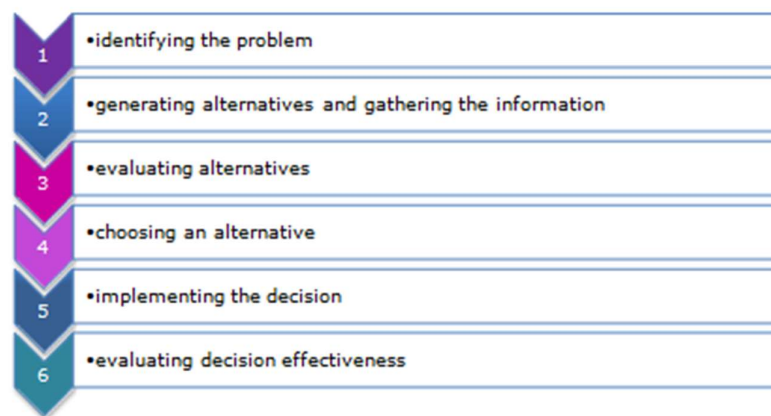 1
•identifying the problem
2
•generating alternatives and gathering the information
3
•evaluating alternatives
4
•choosing an alternative
5
•implementing the decision
6
•evaluating decision effectiveness